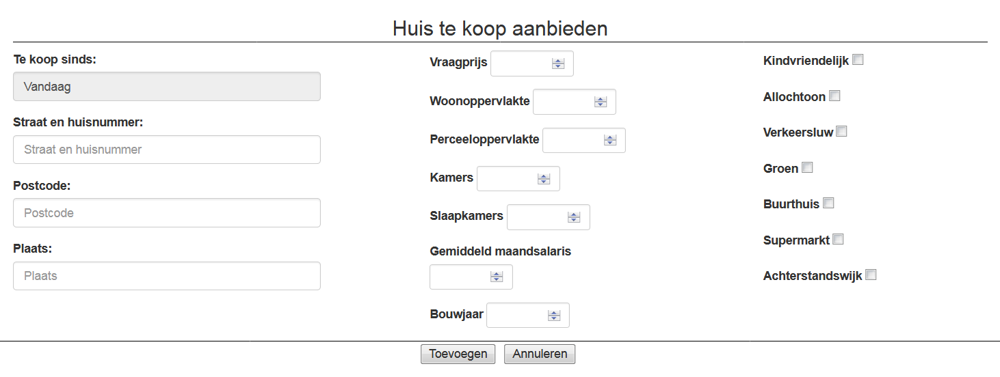 Huis te koop aanbieden
Te koop sinds:
Vandaag
Straat en huisnummer:
Straat en huisnummer
Postcode:
Postcode
Plaats:
Plaats
Vraagprijs
Woonoppervlakte
Perceeloppervlakte
Kamers
Slaapkamers
Gemiddeld maandsalaris
Bouwjaar
Kindvriendelijk
Allochtoon
Verkeersluw
Groen
Buurthuis
Supermarkt
Achterstandswijk
Toevoegen Annuleren